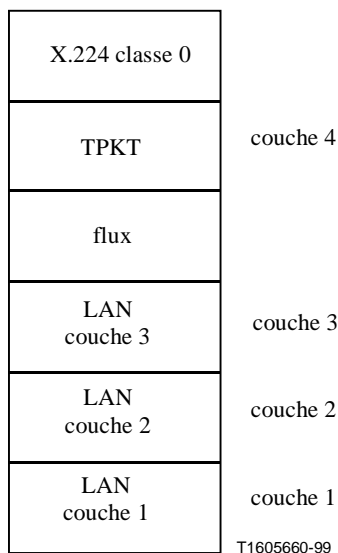 X.224 classe 0
TPKT
couche 4
flux
LAN
couche 3
couche 3
LAN
couche 2
couche 2
LAN
couche 1
couche 1
T1605660-99